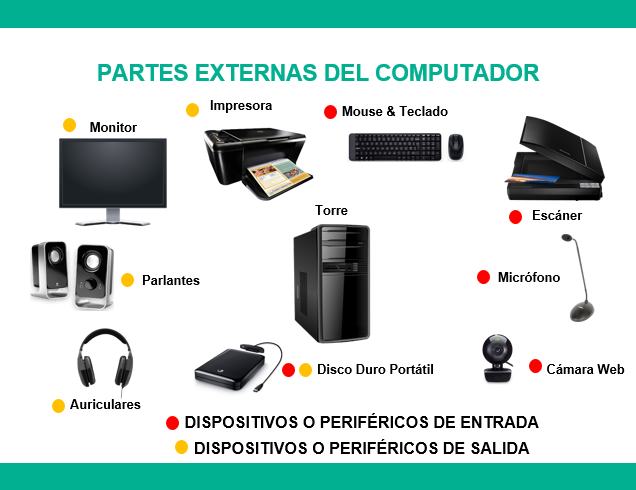 PARTES EXTERNAS DEL COMPUTADOR
Impresora
Mouse & Teclado
Monitor
Torre
Escáner
Parlantes
Micrófono
Disco Duro Portátil
Cámara Web
Auriculares
DISPOSITIVOS O PERIFÉRICOS DE ENTRADA
DISPOSITIVOS O PERIFÉRICOS DE SALIDA